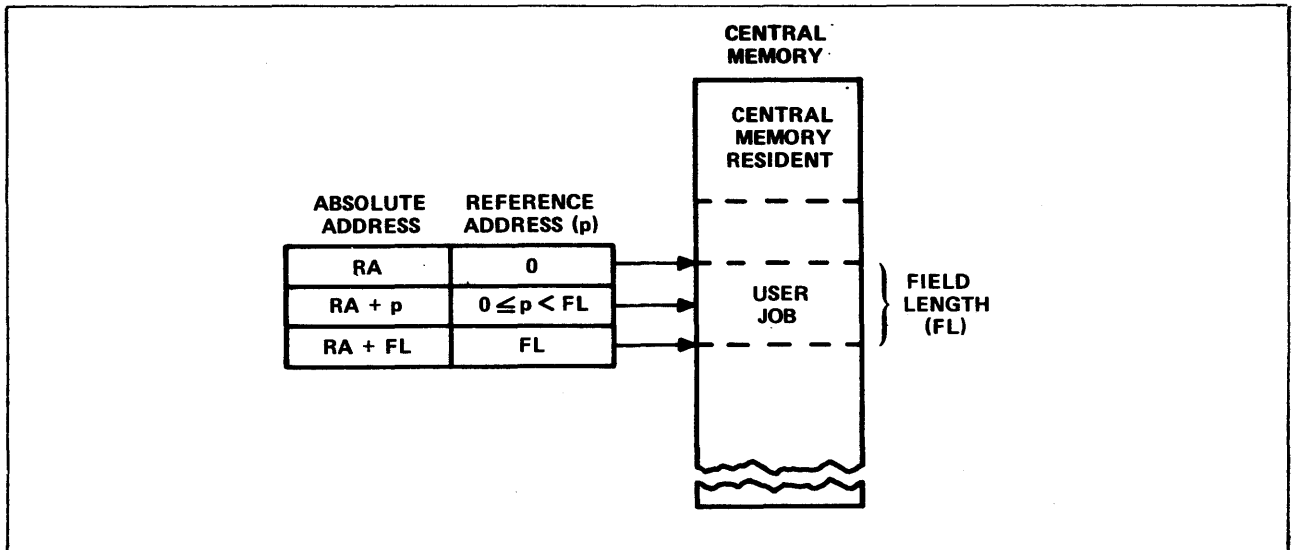 CENTRAL
MEMORY
CENTRAL
MEMORY
RESIDENT
ABSOLUTE
ADDRESS
REFERENCE
ADDRESS (p)
RA
0
RA + p
0 ≦ p < FL
RA + FL
FL
USER
JOB
FIELD
LENGTH
(FL)